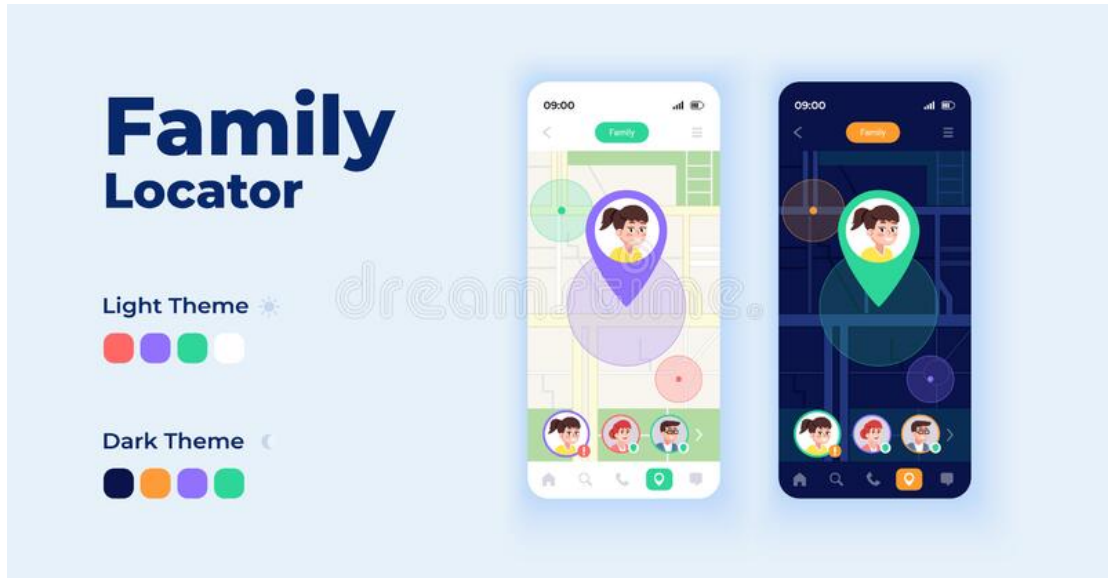 Family
Locator
Light Theme
Dark Theme
09:00
Family
09:00
Family
dreamstime.